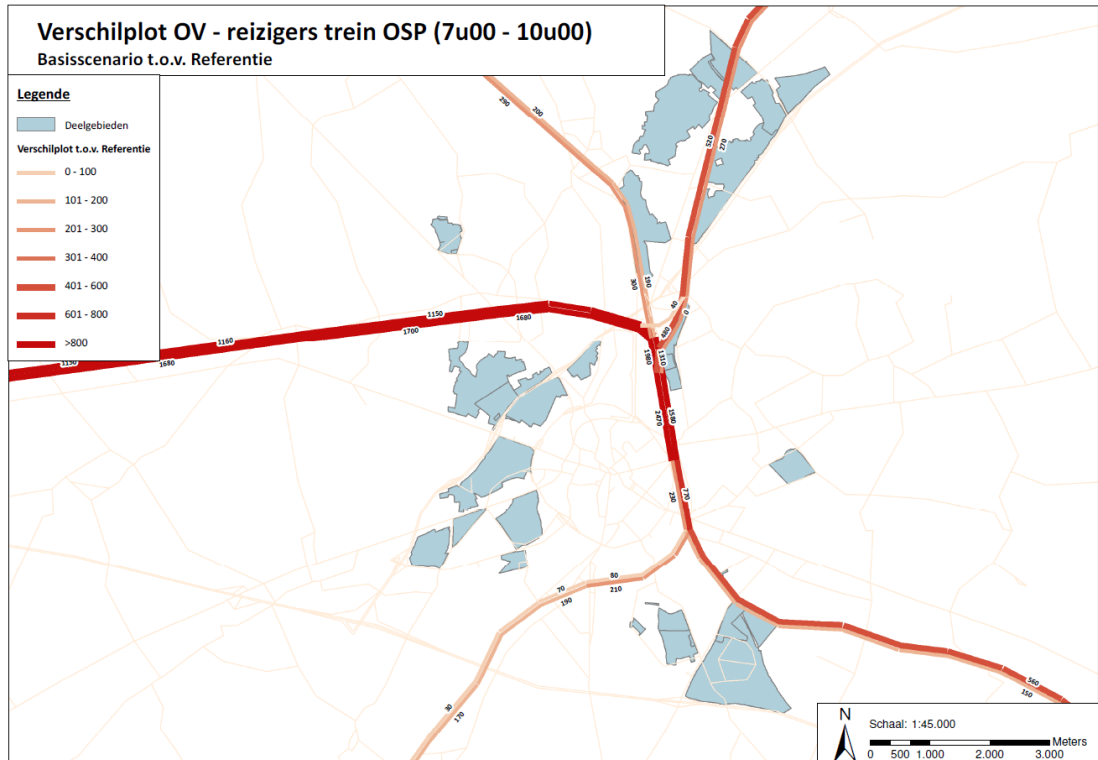 Verschilplot OV - reizigers trein OSP (7u00 - 10u00)
Basisscenario t.o.v. Referentie
Legende
Deelgebieden
Verschilplot t.o.v. Referentie
0 - 100
101 - 200
201 - 300
301 - 400
401 - 600
601 - 800
>800
290
200
520
270
300
190
40
0
480
1150
1700
1680
1160
1680
1130
1980
1310
2470
1580
230
770
80
210
70
190
30
170
560
150
N
Schaal: 1:45.000
Meters
0 500 1.000 2.000 3.000